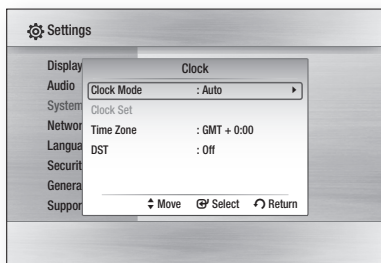 Settings
Display
Clock
Audio
Clock Mode : Auto
System
Clock Set
Networ
Time Zone : GMT + 0:00
Langua
DST : Off
Securit
Genera
Suppor
Move Select Return